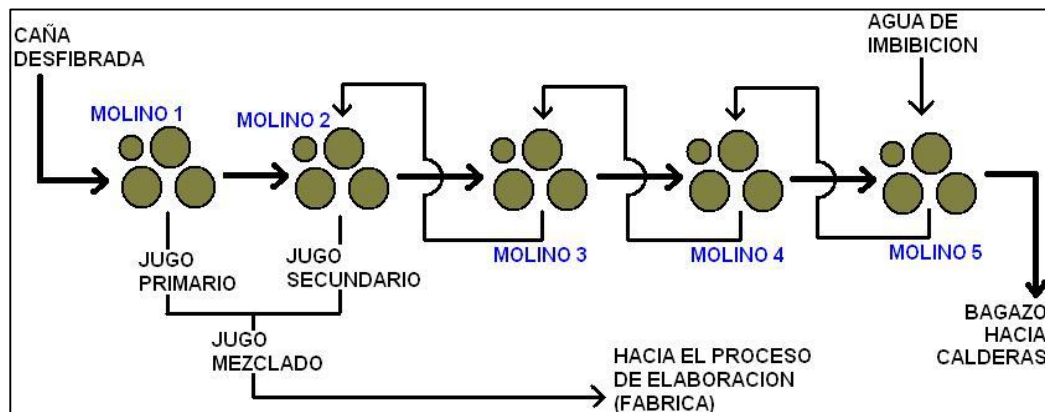 CAÑA
DESFIBRADA
AGUA DE
IMBIBICION
MOLINO 1
MOLINO 2
MOLINO 3
MOLINO 4
MOLINO 5
JUGO
PRIMARIO
JUGO
SECUNDARIO
JUGO
MEZCLADO
HACIA EL PROCESO
DE ELABORACION
(FABRICA)
BAGAZO
HACIA
CALDERAS